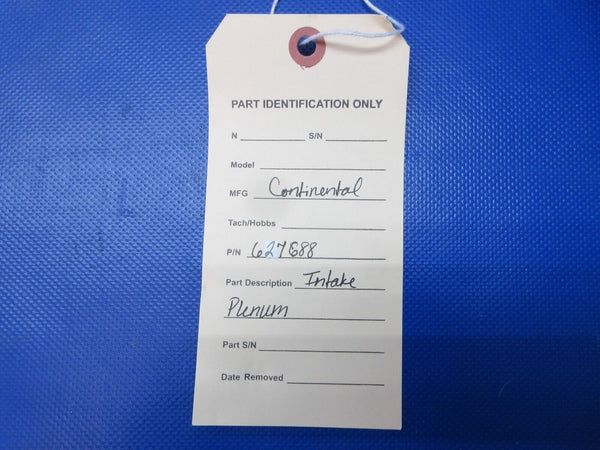 PART IDENTIFICATION ONLY
N S/N
Model
MFG Continental
Tach/Hobbs
P/N 627688
Part Description Intake
Plenum
Part S/N
Date Removed